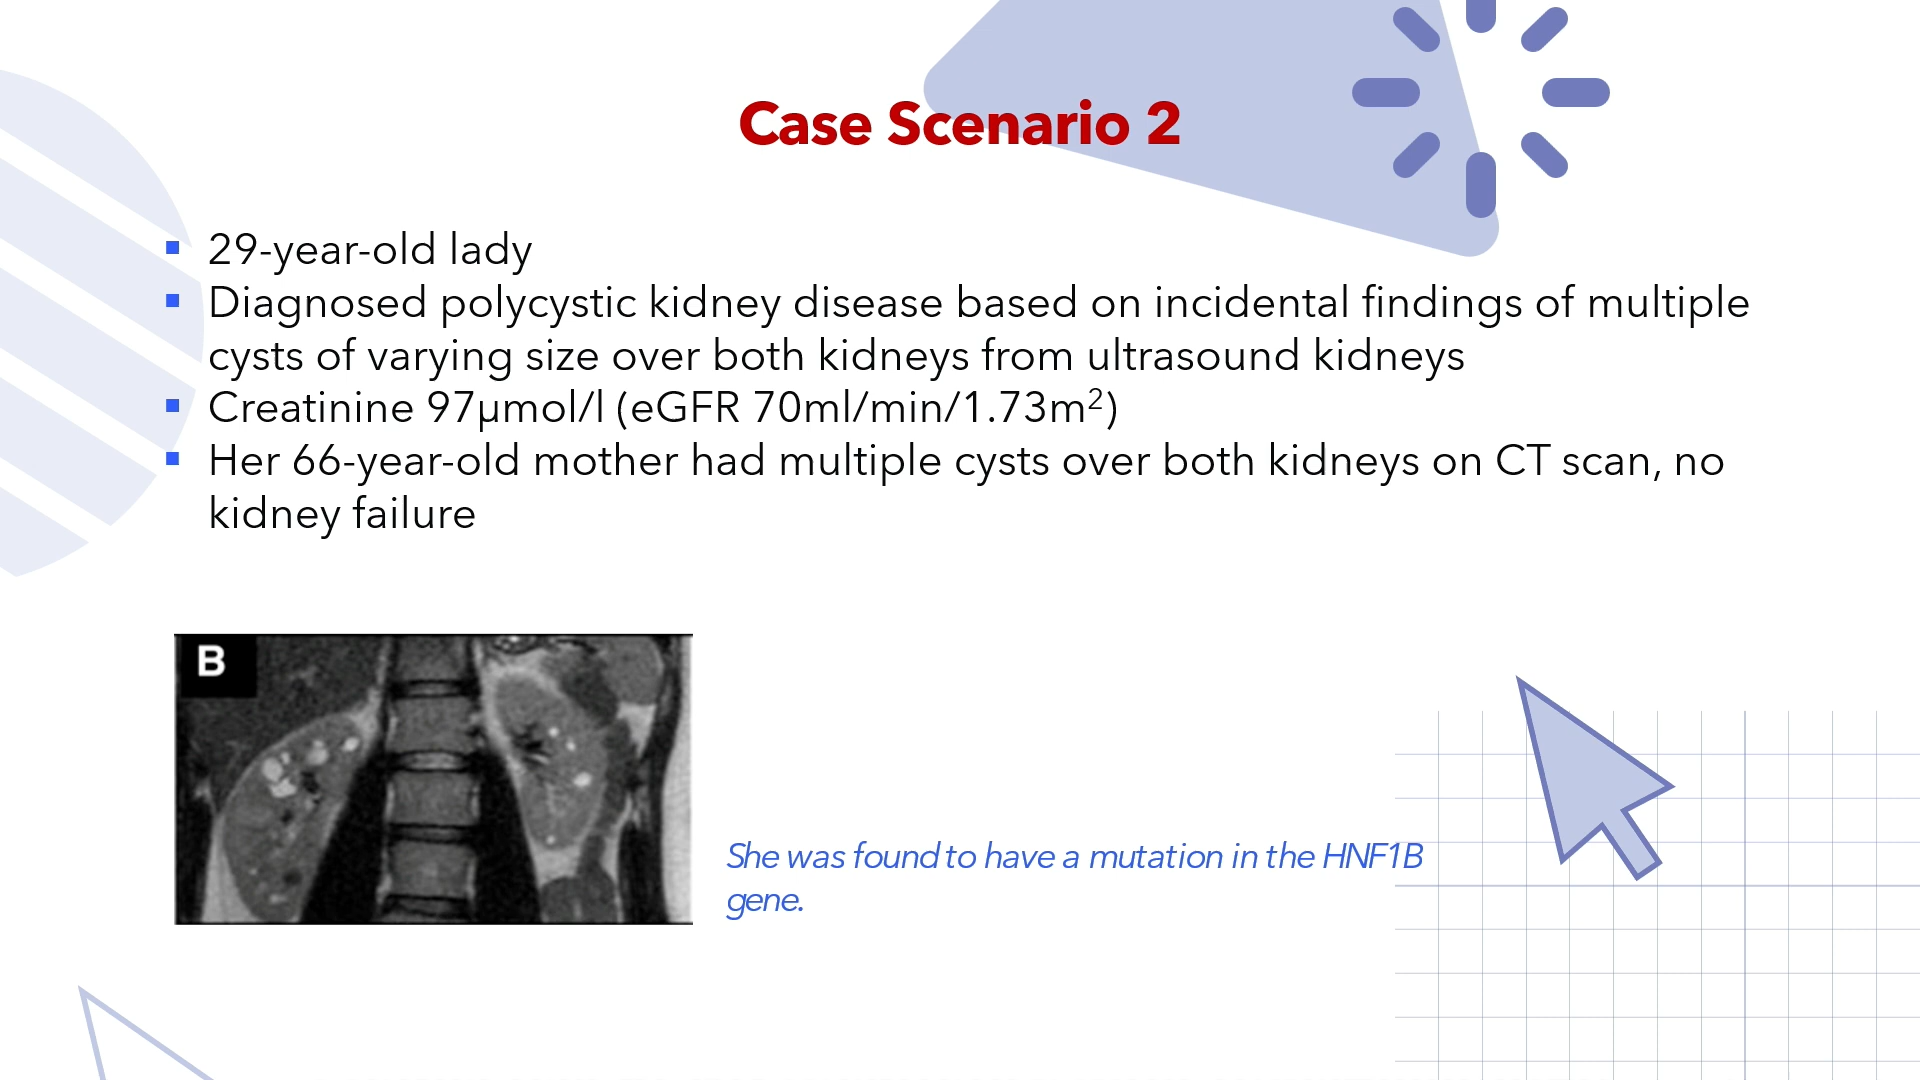 Case Scenario 2
▪ 29-year-old lady
▪ Diagnosed polycystic kidney disease based on incidental findings of multiple
cysts of varying size over both kidneys from ultrasound kidneys
▪ Creatinine 97µmol/l (eGFR 70ml/min/1.73m²)
▪ Her 66-year-old mother had multiple cysts over both kidneys on CT scan, no
kidney failure
B
She was found to have a mutation in the HNF1B
gene.